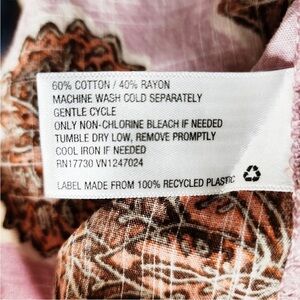 60% COTTON / 40% RAYON
MACHINE WASH COLD SEPARATELY
GENTLE CYCLE
ONLY NON-CHLORINE BLEACH IF NEEDED
TUMBLE DRY LOW, REMOVE PROMPTLY
COOL IRON IF NEEDED
RN17730 VN1247024
LABEL MADE FROM 100% RECYCLED PLASTIC